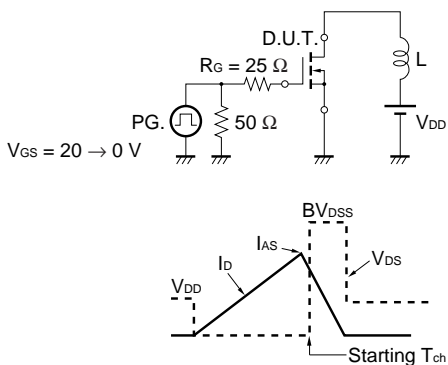 D.U.T.
RG = 25 Ω
L
PG.
50 Ω
VDD
VGS = 20 → 0 V
BVDSS
IAS
ID
VDS
VDD
Starting Tch